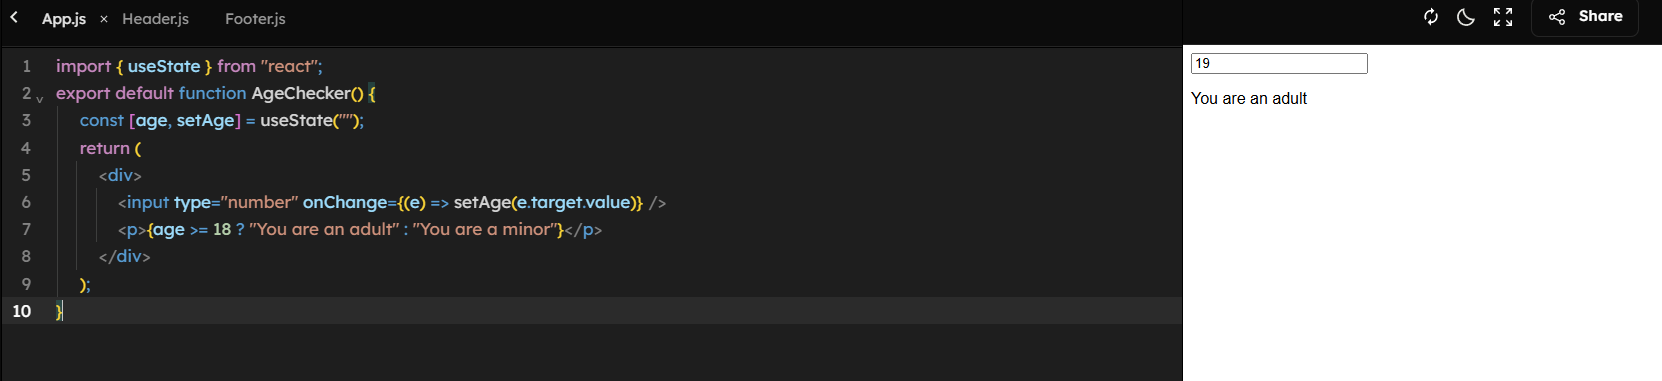 App.js × Header.js Footer.js Share
1 import { useState } from "react";
2 export default function AgeChecker() {
3 const [age, setAge] = useState("");
4 return (
5 <div>
6 <input type="number" onChange={(e) => setAge(e.target.value)} />
7 <p>{age >= 18 ? "You are an adult" : "You are a minor"}</p>
8 </div>
9 );
10 }
19
You are an adult